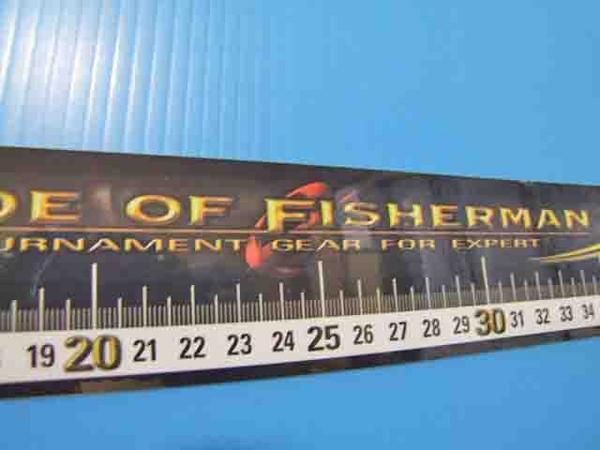 DE OF FISHERMAN
URNAMENT GEAR FOR EXPERT
19 20 21 22 23 24 25 26 27 28 29 30 31 32 33 34